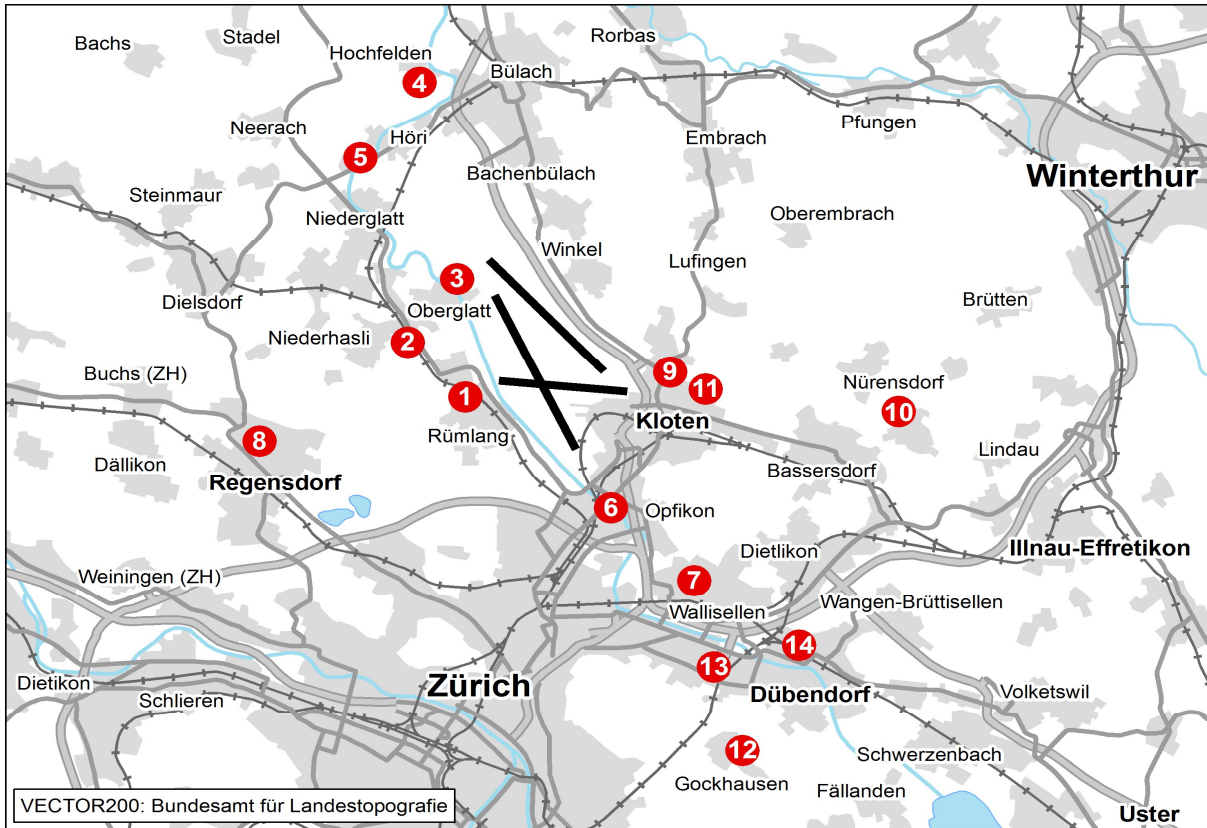 Stadel
Rorbas
Bachs
Hochfelden
Bülach
4
Neerach
Höri
Pfungen
Embrach
5
Bachenbülach
Winterthur
Steinmaur
Niederglatt
Oberembrach
Winkel
Lufingen
3
Dielsdorf
Oberglatt
Brütten
Niederhasli
2
9
Buchs (ZH)
11
Nürensdorf
1
10
Kloten
Rümlang
8
Lindau
Dällikon
Bassersdorf
Regensdorf
6
Opfikon
Dietlikon
Illnau-Effretikon
Weiningen (ZH)
7
Wallisellen
Wangen-Brüttisellen
14
13
Dietikon
Zürich
Dübendorf
Volketswil
Schlieren
12
Schwerzenbach
Gockhausen
Fällanden
VECTOR200: Bundesamt für Landestopografie
Uster